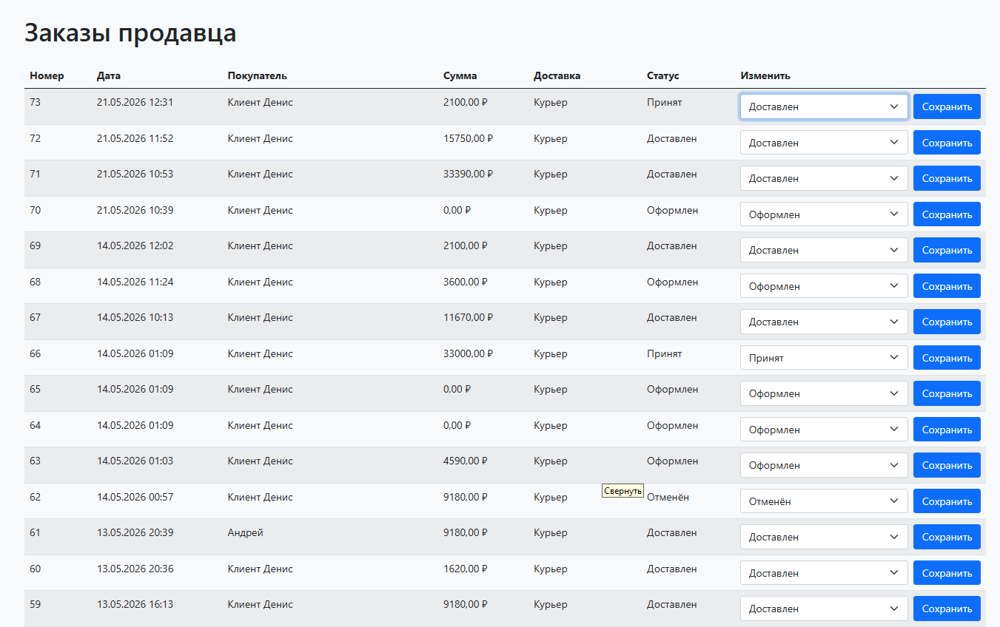 Заказы продавца
Номер Дата Покупатель Сумма Доставка Статус Изменить
73 21.05.2026 12:31 Клиент Денис 2100,00 ₽ Курьер Принят Доставлен Сохранить
72 21.05.2026 11:52 Клиент Денис 15750,00 ₽ Курьер Доставлен Доставлен Сохранить
71 21.05.2026 10:53 Клиент Денис 33390,00 ₽ Курьер Доставлен Доставлен Сохранить
70 21.05.2026 10:39 Клиент Денис 0,00 ₽ Курьер Оформлен Оформлен Сохранить
69 14.05.2026 12:02 Клиент Денис 2100,00 ₽ Курьер Доставлен Доставлен Сохранить
68 14.05.2026 11:24 Клиент Денис 3600,00 ₽ Курьер Оформлен Оформлен Сохранить
67 14.05.2026 10:13 Клиент Денис 11670,00 ₽ Курьер Доставлен Доставлен Сохранить
66 14.05.2026 01:09 Клиент Денис 33000,00 ₽ Курьер Принят Принят Сохранить
65 14.05.2026 01:09 Клиент Денис 0,00 ₽ Курьер Оформлен Оформлен Сохранить
64 14.05.2026 01:09 Клиент Денис 0,00 ₽ Курьер Оформлен Оформлен Сохранить
63 14.05.2026 01:03 Клиент Денис 4590,00 ₽ Курьер Оформлен Оформлен Сохранить
Свернуть
62 14.05.2026 00:57 Клиент Денис 9180,00 ₽ Курьер Отменён Отменён Сохранить
61 13.05.2026 20:39 Андрей 9180,00 ₽ Курьер Доставлен Доставлен Сохранить
60 13.05.2026 20:36 Клиент Денис 1620,00 ₽ Курьер Доставлен Доставлен Сохранить
59 13.05.2026 16:13 Клиент Денис 9180,00 ₽ Курьер Доставлен Доставлен Сохранить